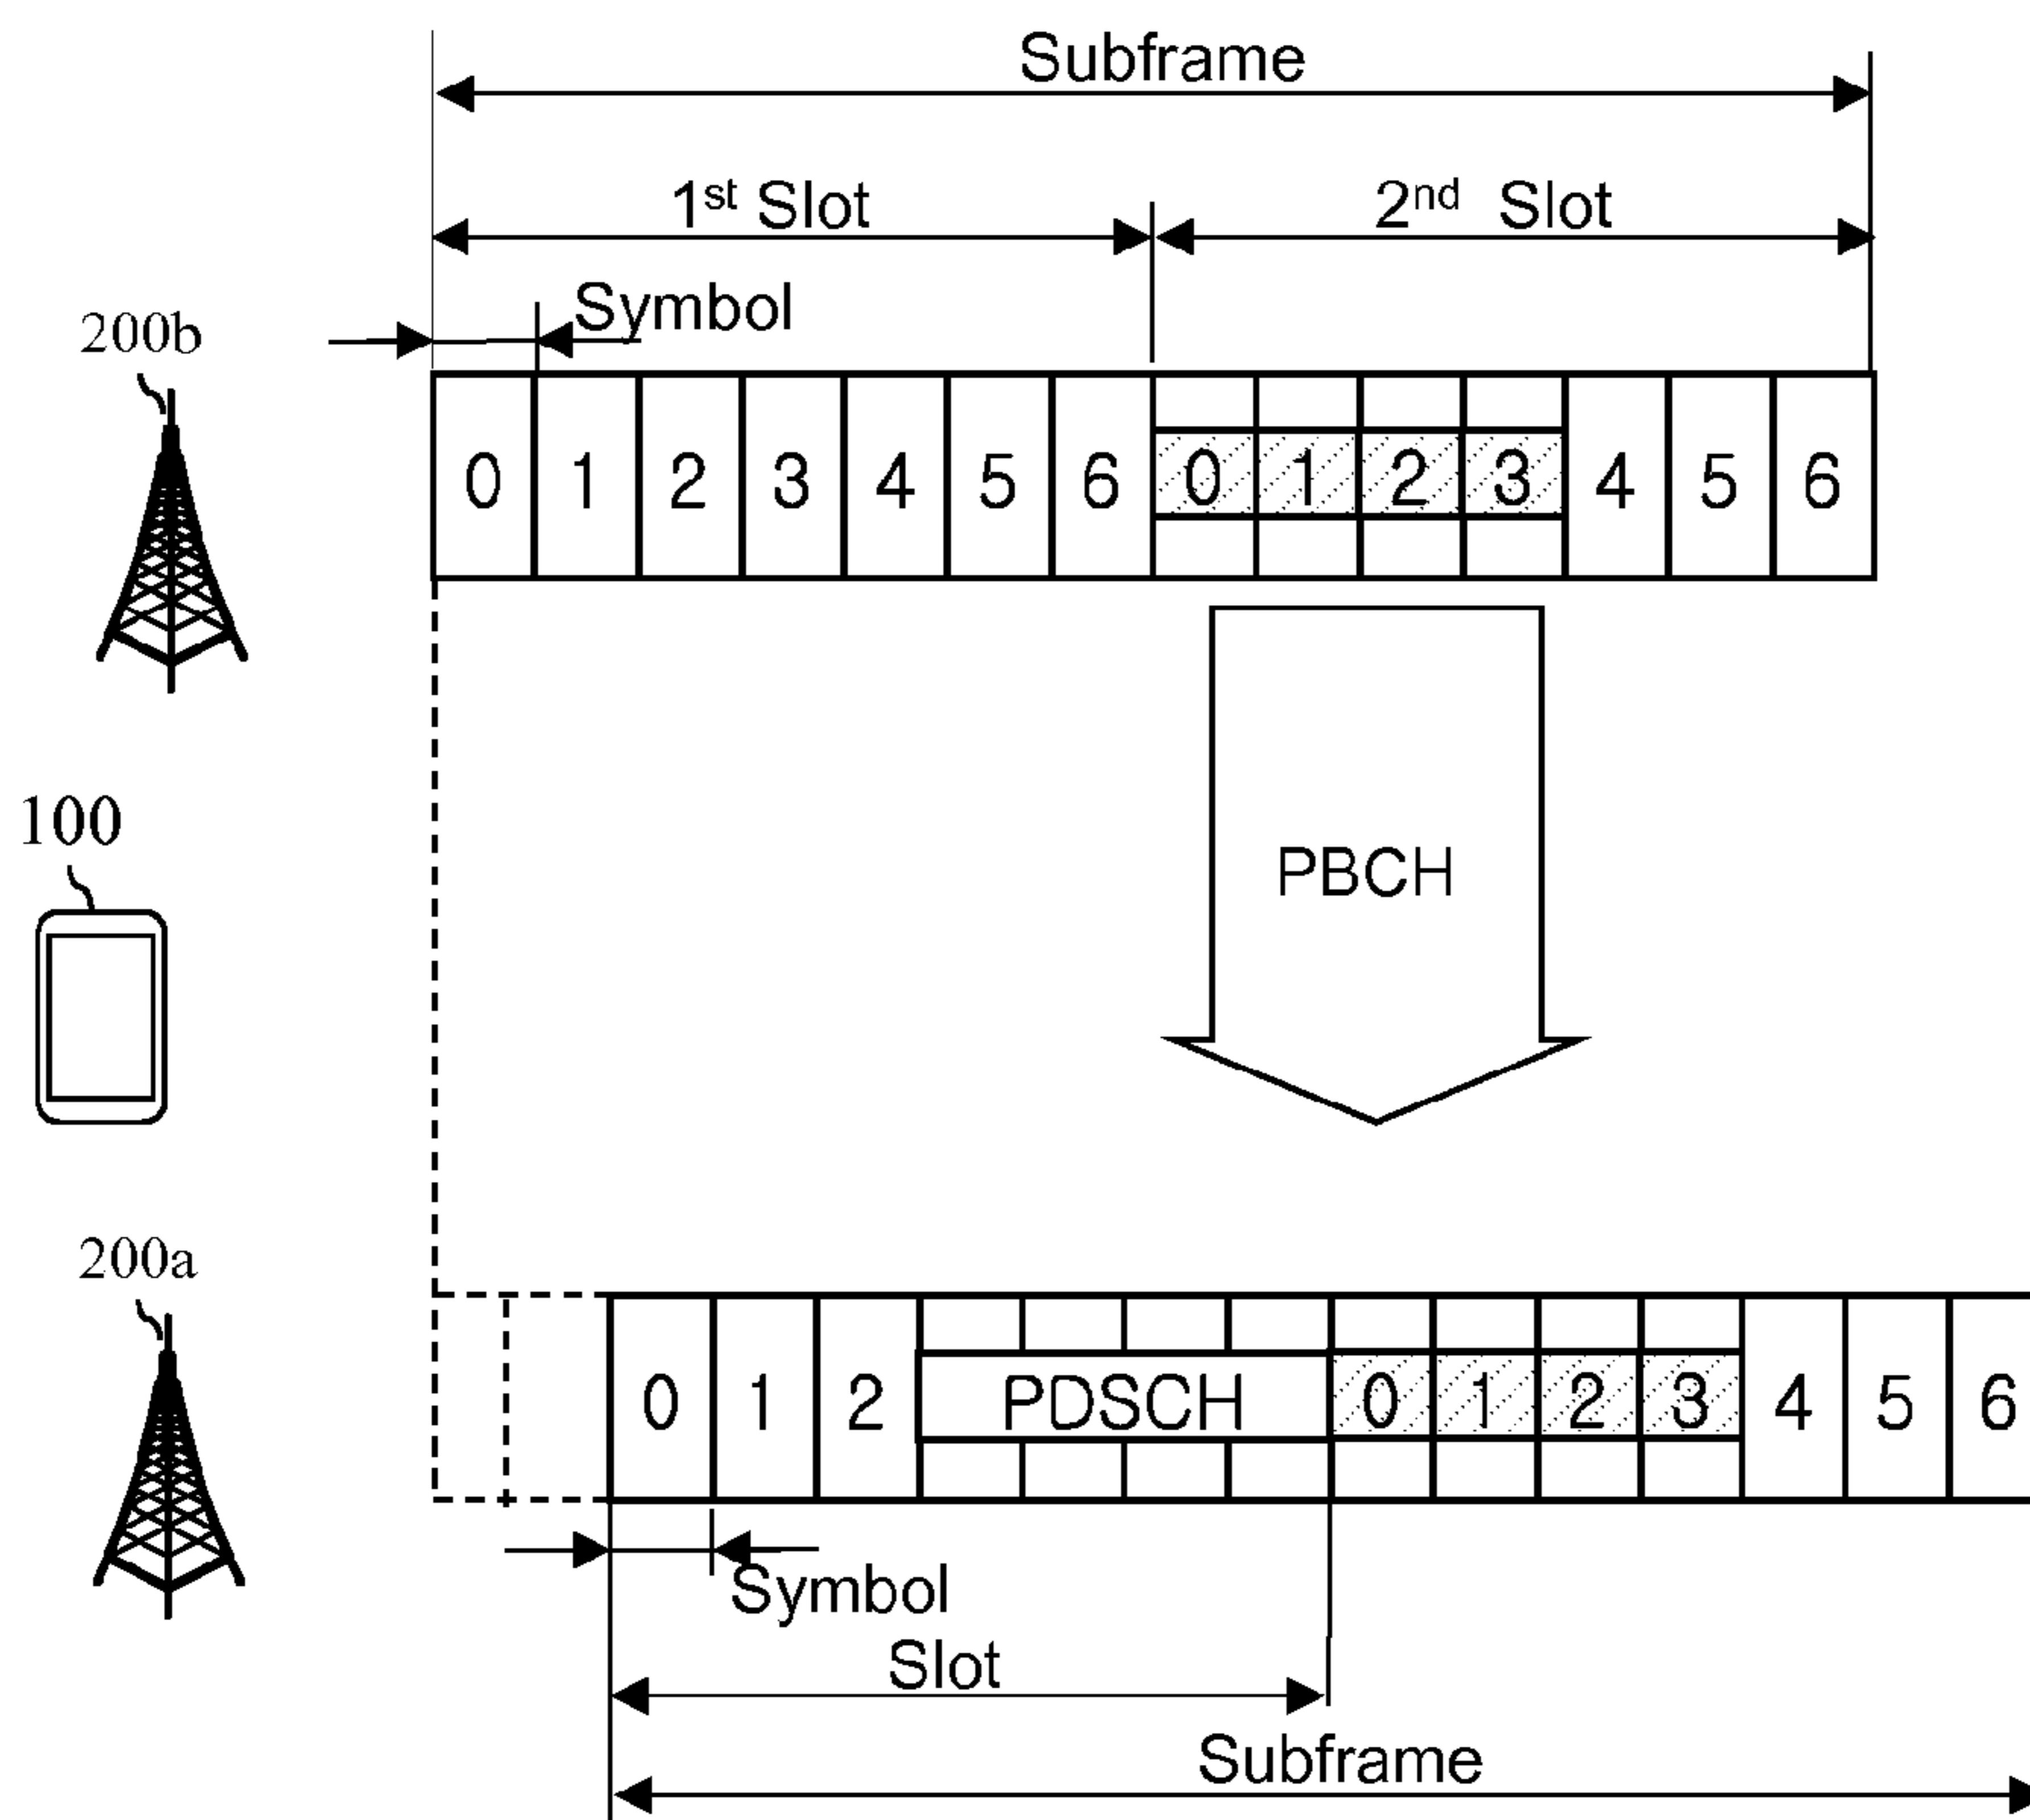 Subframe
1st Slot 2nd Slot
Symbol
200b
0 1 2 3 4 5 6 0 1 2 3 4 5 6
100
PBCH
200a
0 1 2 PDSCH 0 1 2 3 4 5 6
Symbol
Slot
Subframe